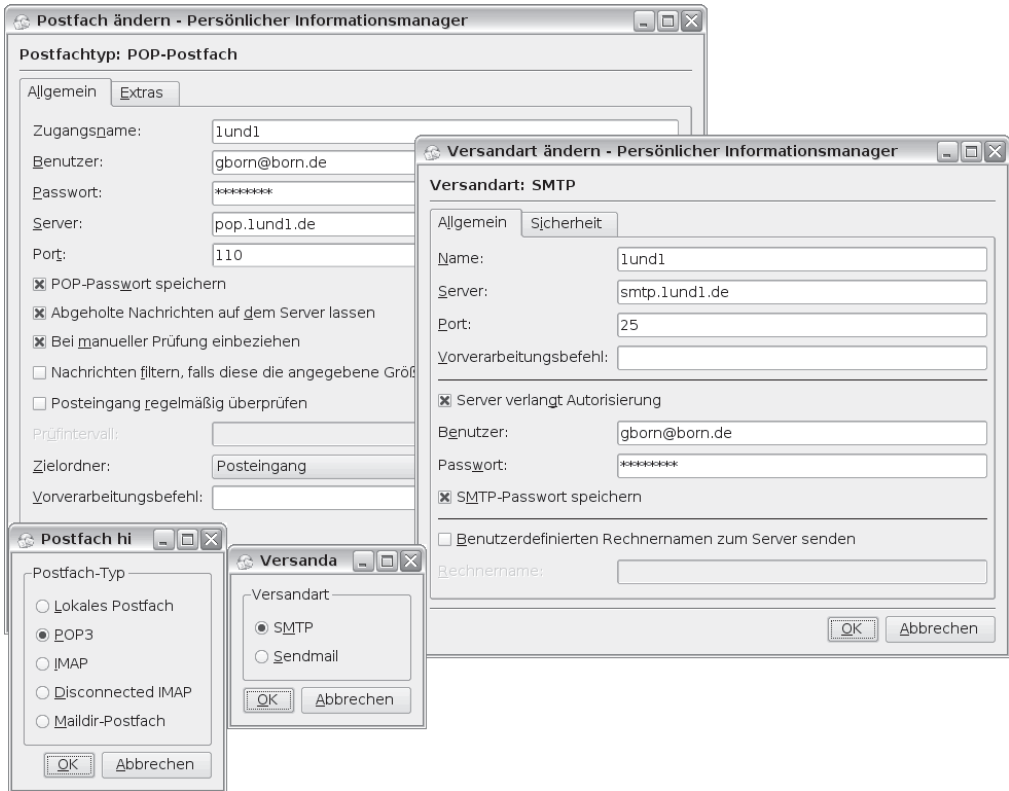 Postfach ändern - Persönlicher Informationsmanager
Postfachtyp: POP-Postfach
Allgemein Extras
Zugangsname: 1und1
Benutzer: gborn@born.de
Passwort: ********
Server: pop.1und1.de
Port: 110
POP-Passwort speichern
Abgeholte Nachrichten auf dem Server lassen
Bei manueller Prüfung einbeziehen
Nachrichten filtern, falls diese die angegebene Größ
Posteingang regelmäßig überprüfen
Prüfintervall:
Zielordner: Posteingang
Vorverarbeitungsbefehl:
Versandart ändern - Persönlicher Informationsmanager
Versandart: SMTP
Allgemein Sicherheit
Name: 1und1
Server: smtp.1und1.de
Port: 25
Vorverarbeitungsbefehl:
Server verlangt Autorisierung
Benutzer: gborn@born.de
Passwort: ********
SMTP-Passwort speichern
Benutzerdefinierten Rechnernamen zum Server senden
Rechnername:
OK Abbrechen
Postfach hi
Postfach-Typ
Lokales Postfach
POP3
IMAP
Disconnected IMAP
Maildir-Postfach
OK Abbrechen
Versanda
Versandart
SMTP
Sendmail
OK Abbrechen